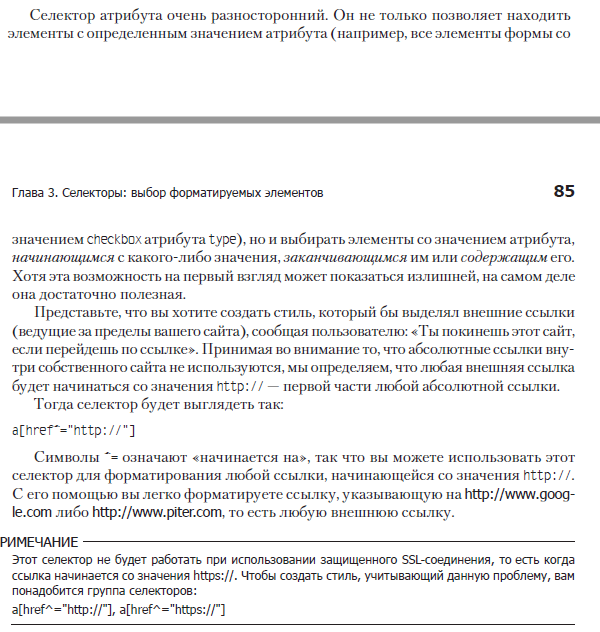 Селектор атрибута очень разносторонний. Он не только позволяет находить
элементы с определенным значением атрибута (например, все элементы формы со
Глава 3. Селекторы: выбор форматируемых элементов 85
значением checkbox атрибута type), но и выбирать элементы со значением атрибута,
начинающимся с какого-либо значения, заканчивающимся им или содержащим его.
Хотя эта возможность на первый взгляд может показаться излишней, на самом деле
она достаточно полезная.
Представьте, что вы хотите создать стиль, который бы выделял внешние ссылки
(ведущие за пределы вашего сайта), сообщая пользователю: «Ты покинешь этот сайт,
если перейдешь по ссылке». Принимая во внимание то, что абсолютные ссылки вну-
три собственного сайта не используются, мы определяем, что любая внешняя ссылка
будет начинаться со значения http:// — первой части любой абсолютной ссылки.
Тогда селектор будет выглядеть так:
a[href^="http://"]
Символы ^= означают «начинается на», так что вы можете использовать этот
селектор для форматирования любой ссылки, начинающейся со значения http://.
С его помощью вы легко форматируете ссылку, указывающую на http://www.goog-
le.com либо http://www.piter.com, то есть любую внешнюю ссылку.
РИМЕЧАНИЕ
Этот селектор не будет работать при использовании защищенного SSL-соединения, то есть когда
ссылка начинается со значения https://. Чтобы создать стиль, учитывающий данную проблему, вам
понадобится группа селекторов:
a[href^="http://"], a[href^="https://"]